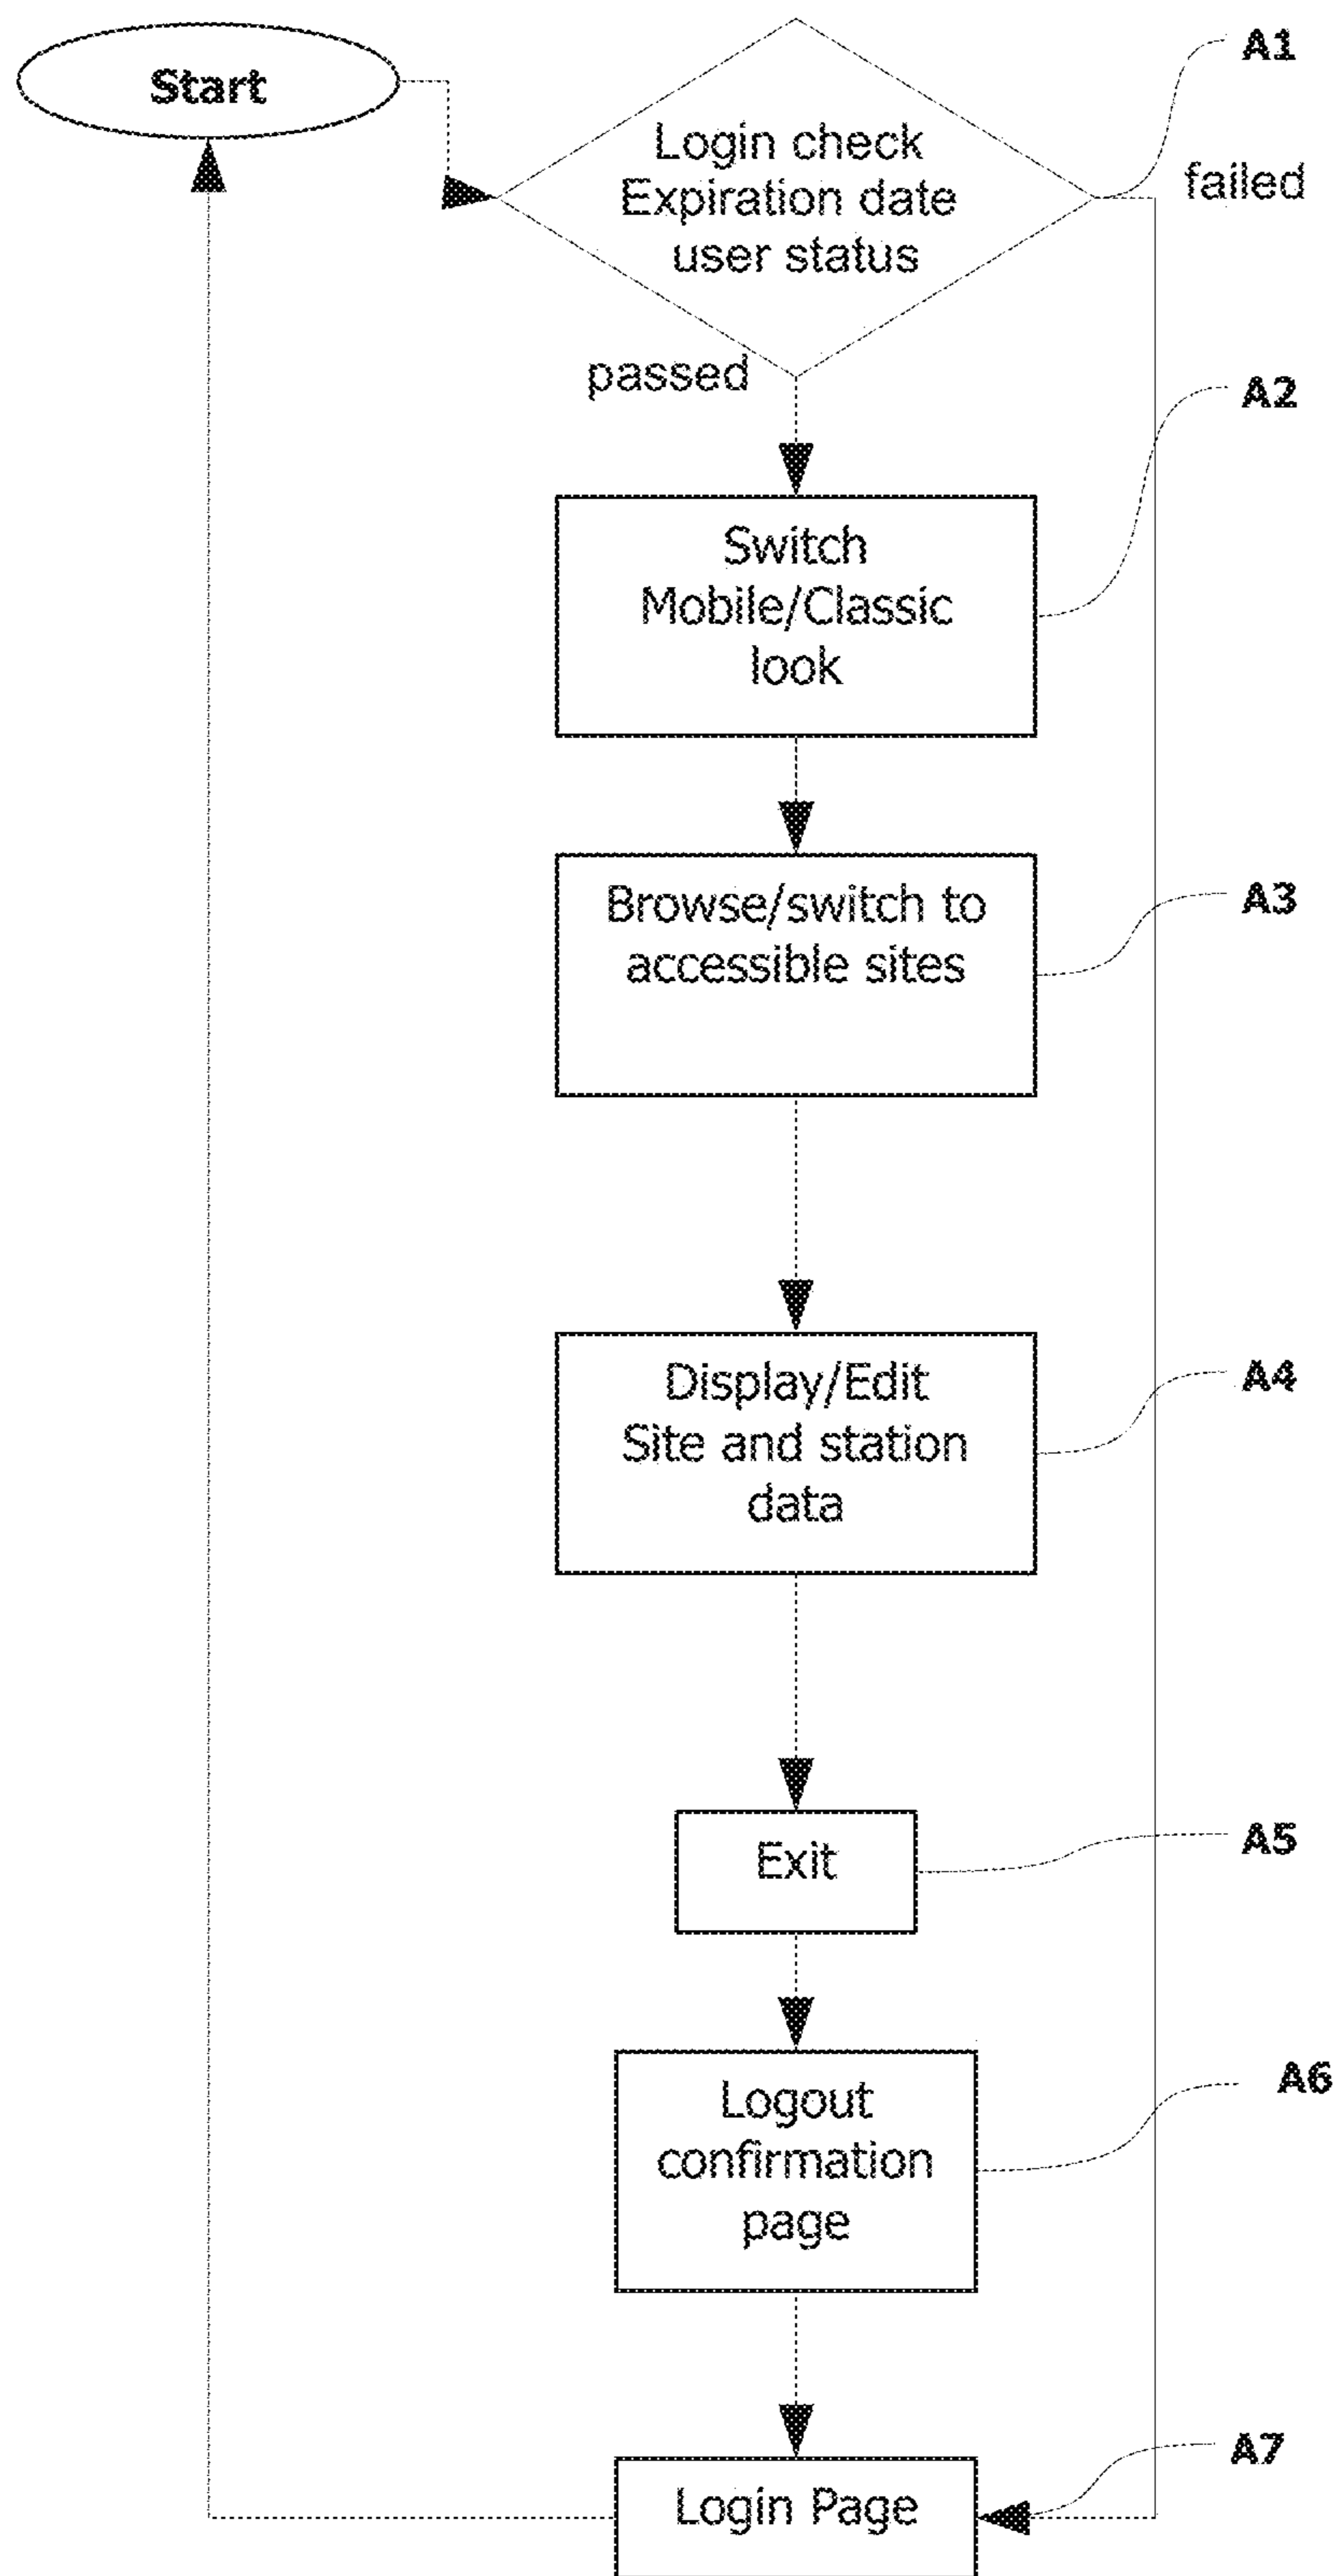 Start
A1
Login check
Expiration date
user status
failed
passed
A2
Switch
Mobile/Classic
look
Browse/switch to
accessible sites
A3
Display/Edit
Site and station
data
A4
Exit
A5
Logout
confirmation
page
A6
Login Page
A7